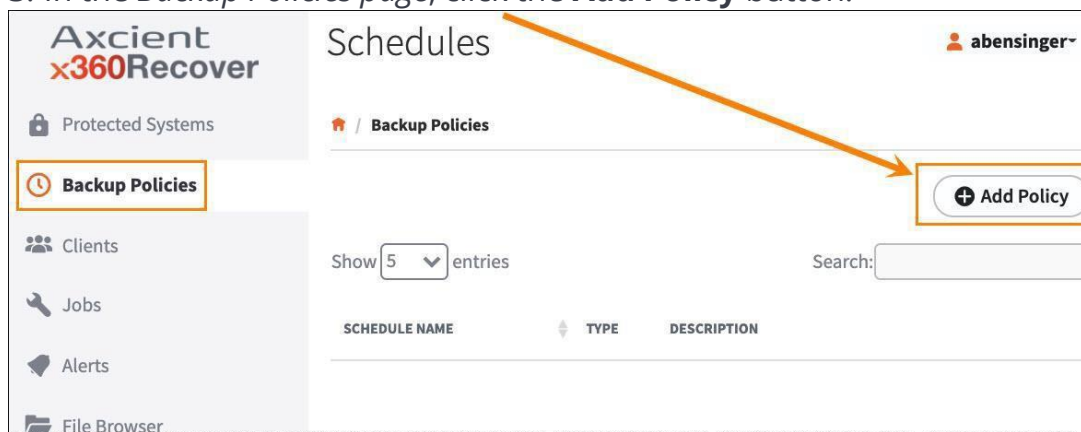 In the Backup Policies page, click the Add Policy button.
Axcient
x360Recover
Schedules
abensinger
Protected Systems
/ Backup Policies
Backup Policies
Add Policy
Clients
Show 5 entries
Search:
Jobs
SCHEDULE NAME TYPE DESCRIPTION
Alerts
File Browser